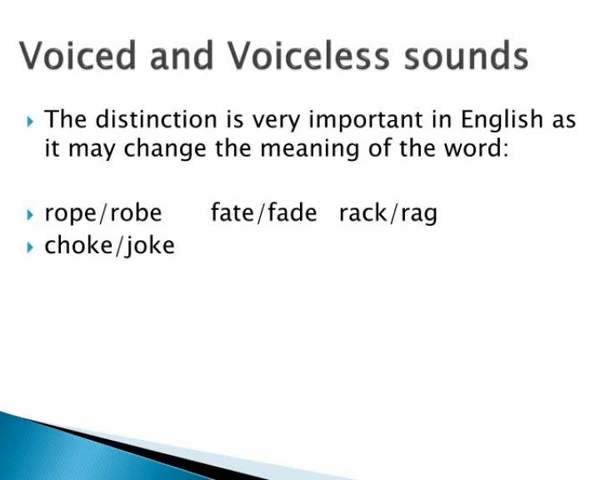 Voiced and Voiceless sounds
The distinction is very important in English as
it may change the meaning of the word:
rope/robe fate/fade rack/rag
choke/joke